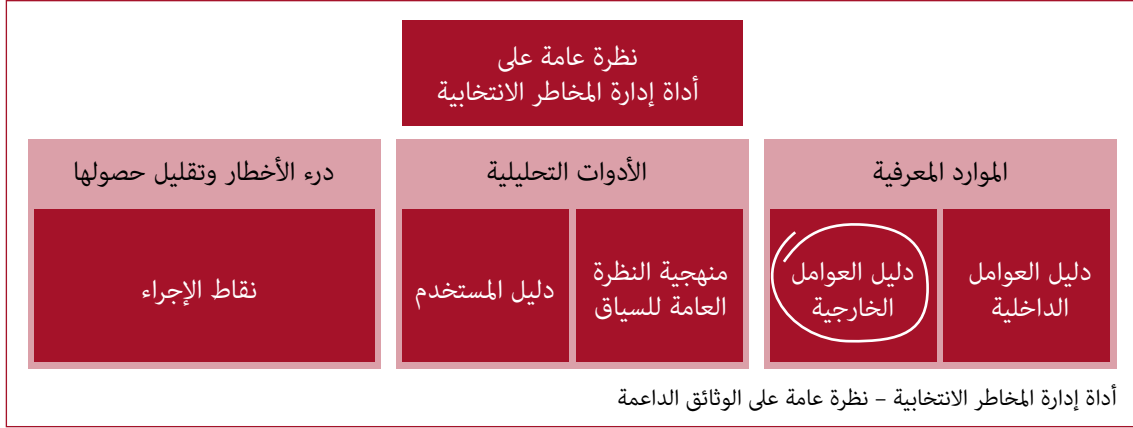 نظرة عامة على
أداة إدارة المخاطر الانتخابية
الموارد المعرفية
دليل العوامل
الداخلية
دليل العوامل
الخارجية
الأدوات التحليلية
منهجية النظرة
العامة للسياق
دليل المستخدم
درء الأخطار وتقليل حصولها
نقاط الإجراء
أداة إدارة المخاطر الانتخابية – نظرة عامة على الوثائق الداعمة